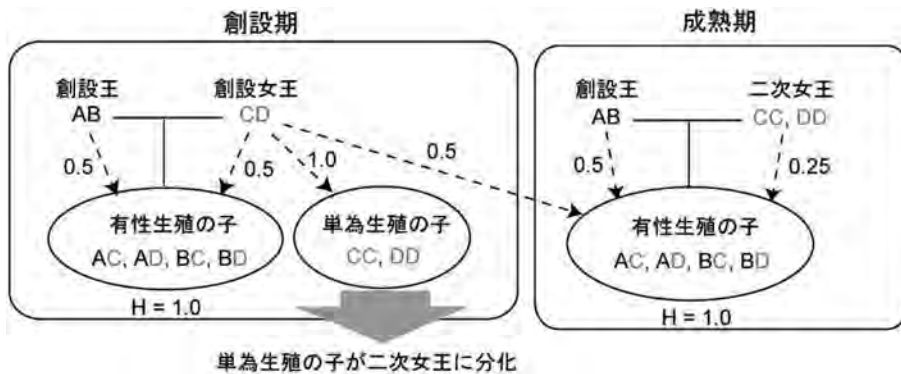 創設期
創設王
AB
創設女王
CD
0.5
0.5
1.0
有性生殖の子
AC, AD, BC, BD
単為生殖の子
CC, DD
H = 1.0
単為生殖の子が二次女王に分化
0.5
成熟期
創設王
AB
二次女王
CC, DD
0.5
0.25
有性生殖の子
AC, AD, BC, BD
H = 1.0